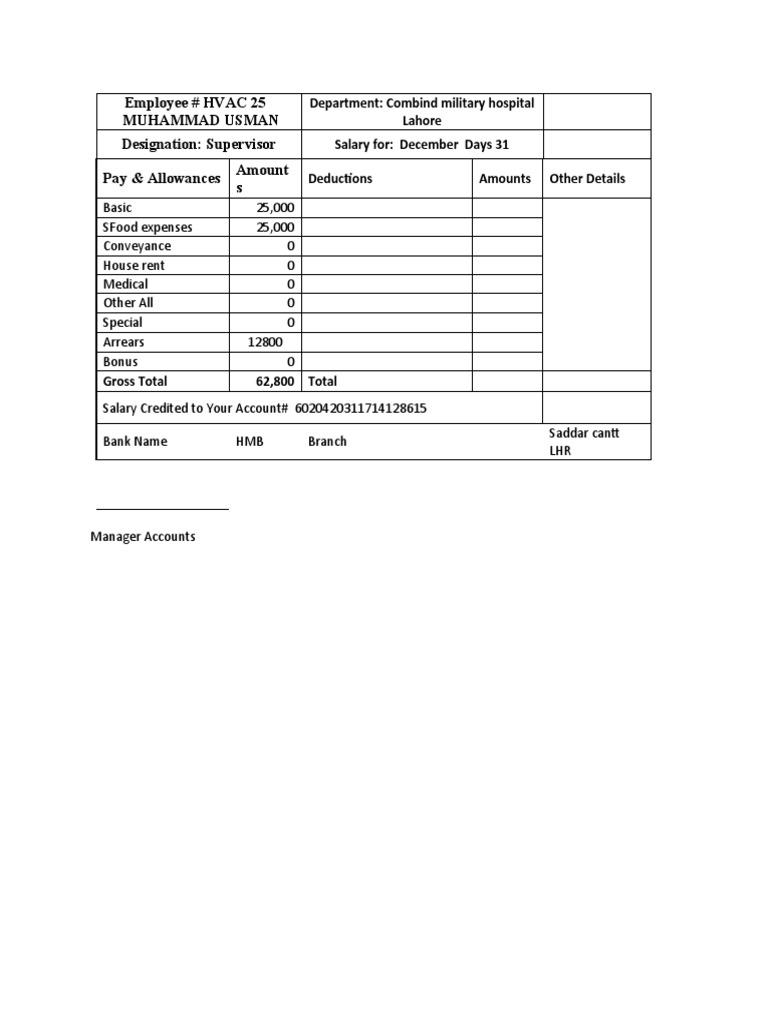 Employee # HVAC 25
MUHAMMAD USMAN
Department: Combind military hospital
Lahore
Designation: Supervisor
Salary for: December Days 31
Pay & Allowances
Amount
s
Deductions
Amounts
Other Details
Basic 25,000
SFood expenses 25,000
Conveyance 0
House rent 0
Medical 0
Other All 0
Special 0
Arrears 12800
Bonus 0
Gross Total 62,800 Total
Salary Credited to Your Account# 6020420311714128615
Bank Name HMB Branch
Saddar cantt
LHR
Manager Accounts